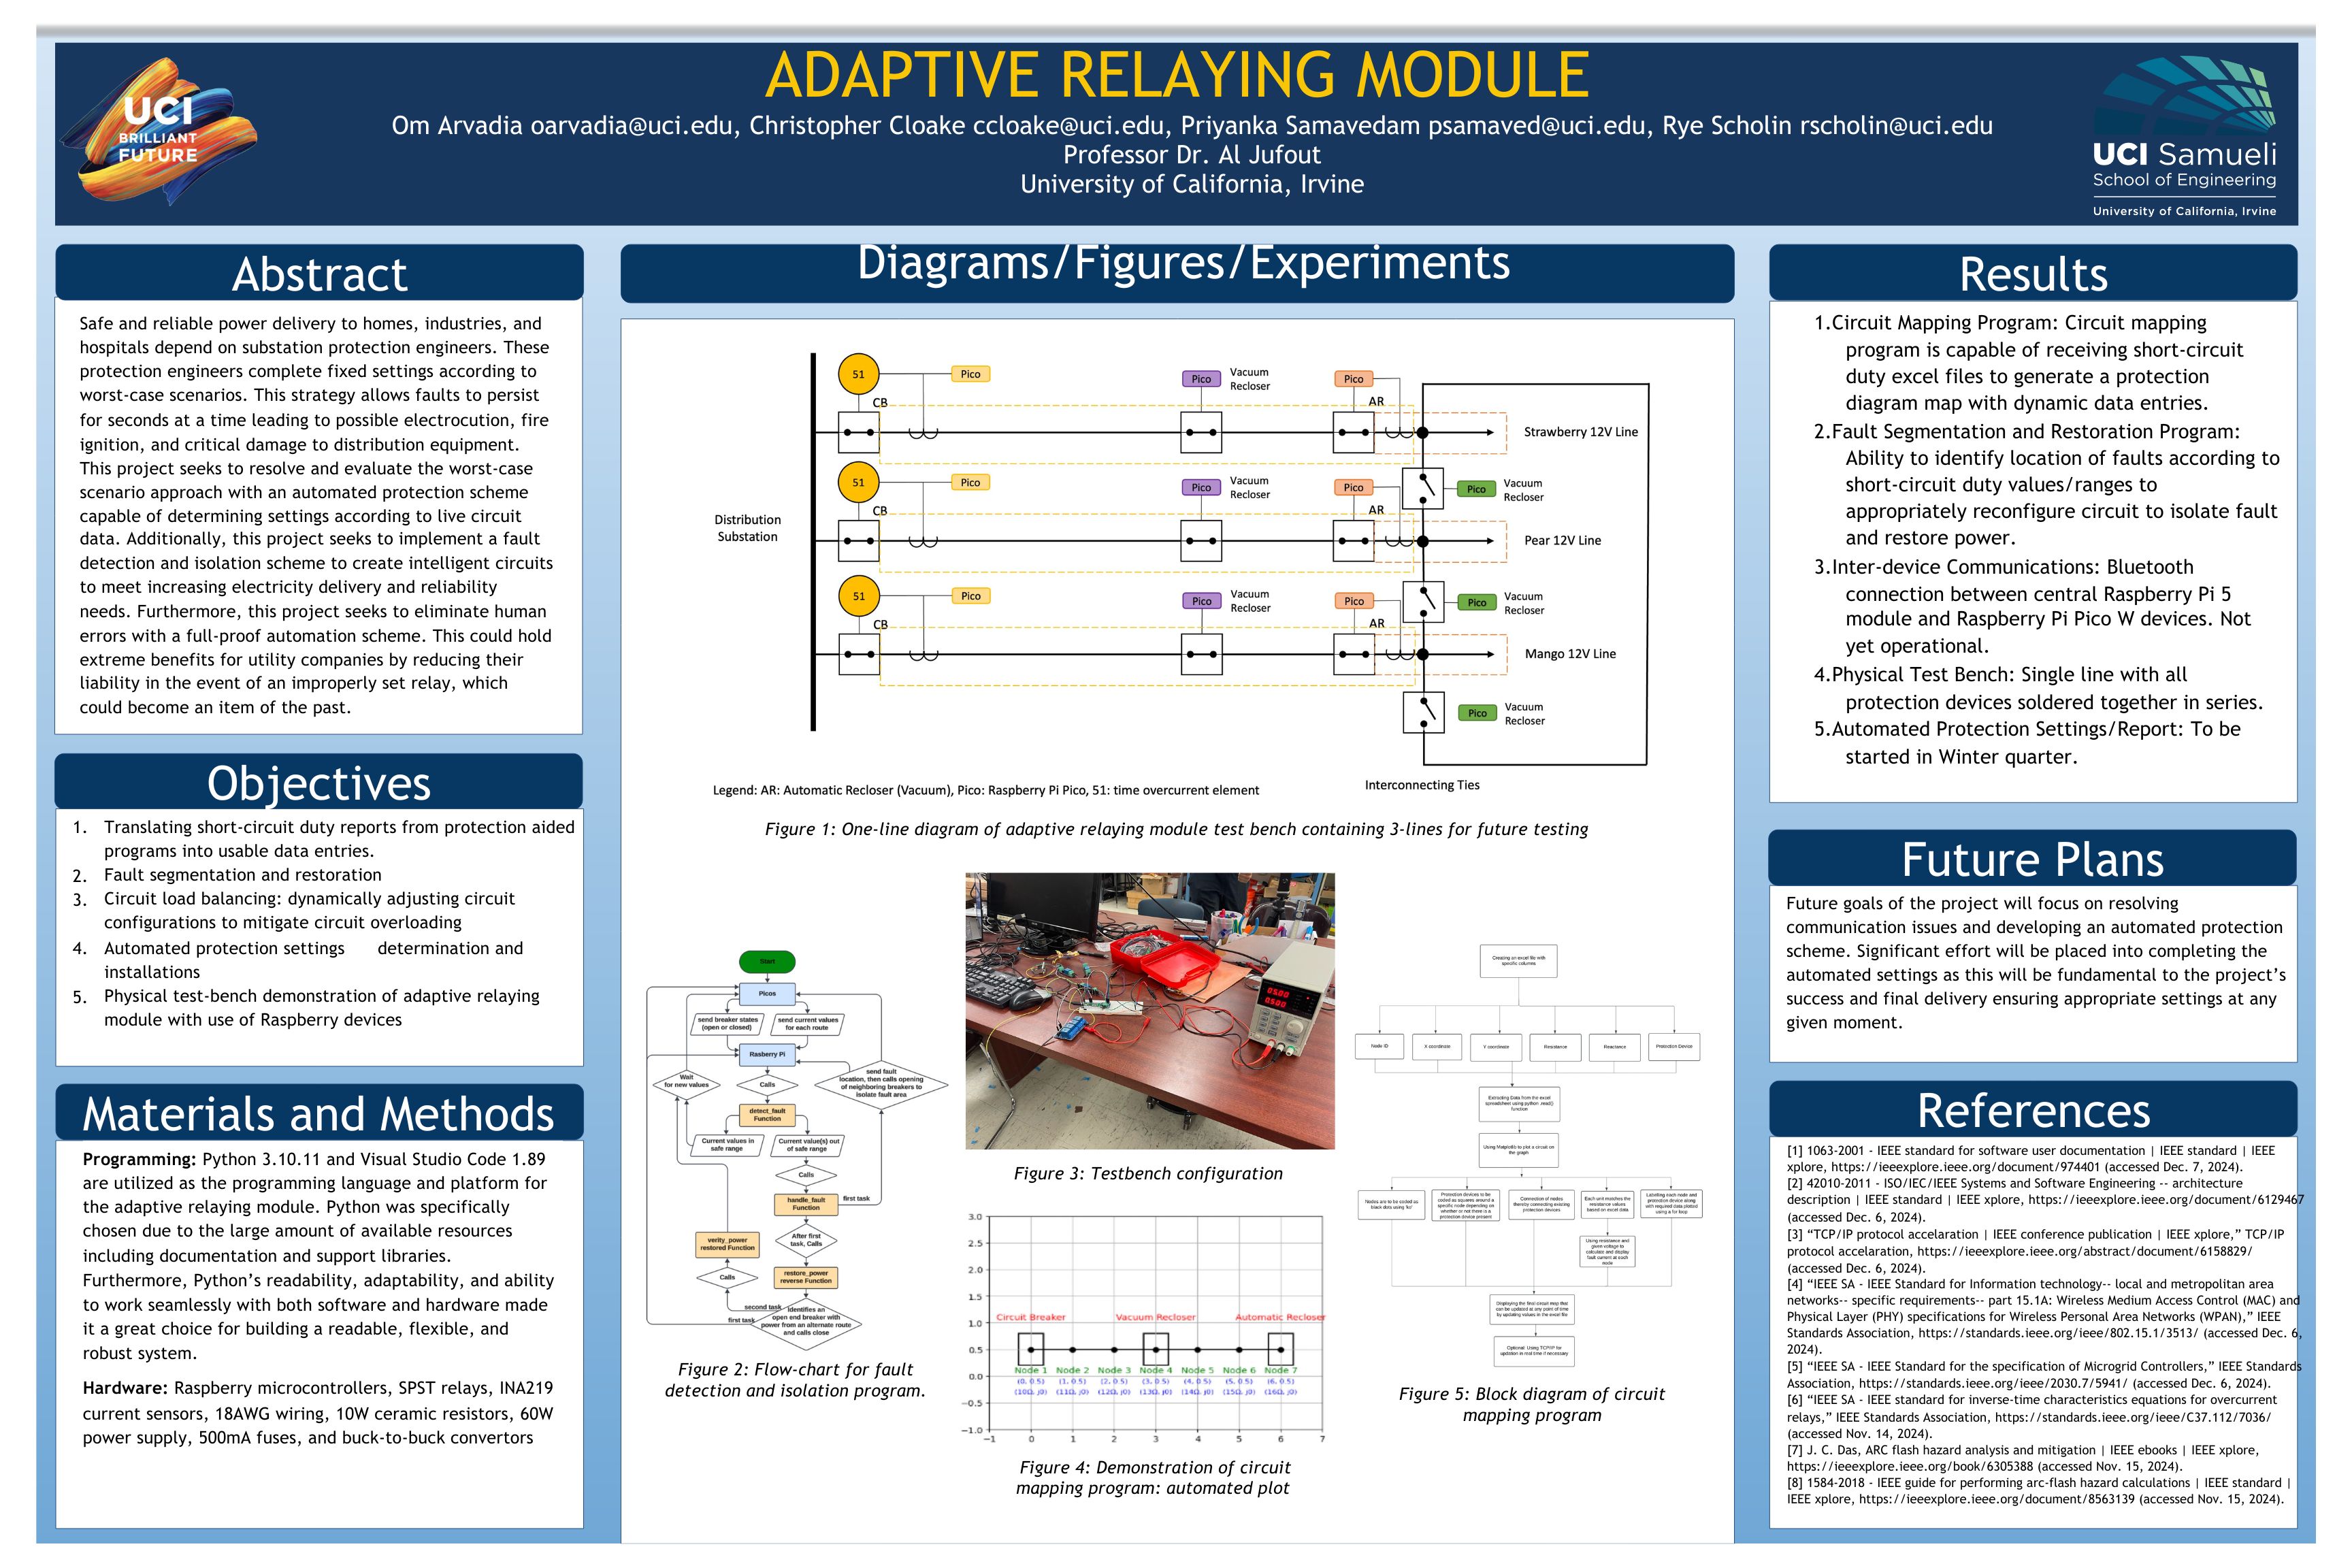 UCI
BRILLIANT
FUTURE
ADAPTIVE RELAYING MODULE
Om Arvadia oarvadia@uci.edu, Christopher Cloake ccloake@uci.edu, Priyanka Samavedam psamaved@uci.edu, Rye Scholin rscholin@uci.edu
Professor Dr. Al Jufout
University of California, Irvine
UCI Samueli
School of Engineering
University of California, Irvine
Abstract
Safe and reliable power delivery to homes, industries, and
hospitals depend on substation protection engineers. These
protection engineers complete fixed settings according to
worst-case scenarios. This strategy allows faults to persist
for seconds at a time leading to possible electrocution, fire
ignition, and critical damage to distribution equipment.
This project seeks to resolve and evaluate the worst-case
scenario approach with an automated protection scheme
capable of determining settings according to live circuit
data. Additionally, this project seeks to implement a fault
detection and isolation scheme to create intelligent circuits
to meet increasing electricity delivery and reliability
needs. Furthermore, this project seeks to eliminate human
errors with a full-proof automation scheme. This could hold
extreme benefits for utility companies by reducing their
liability in the event of an improperly set relay, which
could become an item of the past.
Objectives
1. Translating short-circuit duty reports from protection aided
programs into usable data entries.
2. Fault segmentation and restoration
3. Circuit load balancing: dynamically adjusting circuit
configurations to mitigate circuit overloading
4. Automated protection settings determination and
installations
5. Physical test-bench demonstration of adaptive relaying
module with use of Raspberry devices
Materials and Methods
Programming: Python 3.10.11 and Visual Studio Code 1.89
are utilized as the programming language and platform for
the adaptive relaying module. Python was specifically
chosen due to the large amount of available resources
including documentation and support libraries.
Furthermore, Python's readability, adaptability, and ability
to work seamlessly with both software and hardware made
it a great choice for building a readable, flexible, and
robust system.
Hardware: Raspberry microcontrollers, SPST relays, INA219
current sensors, 18AWG wiring, 10W ceramic resistors, 60W
power supply, 500mA fuses, and buck-to-buck convertors
Diagrams/Figures/Experiments
51
Pico
CB
Pico
Vacuum
Recloser
Pico
AR
Strawberry 12V Line
51
Pico
CB
Pico
Vacuum
Recloser
Pico
AR
Pico
Vacuum
Recloser
Distribution
Substation
Pear 12V Line
51
Pico
CB
Pico
Vacuum
Recloser
Pico
AR
Pico
Vacuum
Recloser
Mango 12V Line
Pico
Vacuum
Recloser
Interconnecting Ties
Legend: AR: Automatic Recloser (Vacuum), Pico: Raspberry Pi Pico, 51: time overcurrent element
Figure 1: One-line diagram of adaptive relaying module test bench containing 3-lines for future testing
Start
Picos
send breaker states
(open or closed)
send current values
for each route
Rasberry Pi
Wait
for new values
Calls
send fault
location, then calls opening
of neighboring breakers to
isolate fault area
detect_fault
Function
Current values in
safe range
Current value(s) out
of safe range
Calls
handle_fault
Function
first task
After first
task, Calls
verity_power
restored Function
restore_power
reverse Function
Calls
second task
first task
Identifies an
open end breaker with
power from an alternate route
and calls close
Figure 2: Flow-chart for fault
detection and isolation program.
0500
0500
Figure 3: Testbench configuration
3.0
2.5
2.0
1.5
1.0
0.5
0.0
−0.5
−1.0
Circuit Breaker
Vacuum Recloser
Automatic Recloser
Node 1 Node 2 Node 3 Node 4 Node 5 Node 6 Node 7
(0, 0.5) (1, 0.5) (2, 0.5) (3, 0.5) (4, 0.5) (5, 0.5) (6, 0.5)
(10Ω, j0) (11Ω, j0) (12Ω, j0) (13Ω, j0) (14Ω, j0) (15Ω, j0) (16Ω, j0)
−1 0 1 2 3 4 5 6 7
Figure 4: Demonstration of circuit
mapping program: automated plot
Creating an excel file with
specific columns
Node ID
X coordinate
Y coordinate
Resistance
Reactance
Protection Device
Extracting Data from the excel
spreadsheet using python .read()
function
Using Matplotlib to plot a circuit on
the graph
Nodes are to be coded as
black dots using 'ko'
Protection devices to be
coded as squares around a
specific node depending on
whether or not there is a
protection device present
Connection of nodes
thereby connecting existing
protection devices
Each unit matches the
resistance values
based on excel data
Labelling each node and
protection device along
with required data plotted
using a for loop
Using resistance and
given voltage to
calculate and display
fault current at each
node
Displaying the final circuit map that
can be updated at any point of time
by updating values in the excel file
Optional: Using TCP/IP for
updation in real time if necessary
Figure 5: Block diagram of circuit
mapping program
Results
1.Circuit Mapping Program: Circuit mapping
program is capable of receiving short-circuit
duty excel files to generate a protection
diagram map with dynamic data entries.
2.Fault Segmentation and Restoration Program:
Ability to identify location of faults according to
short-circuit duty values/ranges to
appropriately reconfigure circuit to isolate fault
and restore power.
3.Inter-device Communications: Bluetooth
connection between central Raspberry Pi 5
module and Raspberry Pi Pico W devices. Not
yet operational.
4.Physical Test Bench: Single line with all
protection devices soldered together in series.
5.Automated Protection Settings/Report: To be
started in Winter quarter.
Future Plans
Future goals of the project will focus on resolving
communication issues and developing an automated protection
scheme. Significant effort will be placed into completing the
automated settings as this will be fundamental to the project's
success and final delivery ensuring appropriate settings at any
given moment.
References
[1] 1063-2001 - IEEE standard for software user documentation | IEEE standard | IEEE
xplore, https://ieeexplore.ieee.org/document/974401 (accessed Dec. 7, 2024).
[2] 42010-2011 - ISO/IEC/IEEE Systems and Software Engineering -- architecture
description | IEEE standard | IEEE xplore, https://ieeexplore.ieee.org/document/6129467
(accessed Dec. 6, 2024).
[3] “TCP/IP protocol accelaration | IEEE conference publication | IEEE xplore,” TCP/IP
protocol accelaration, https://ieeexplore.ieee.org/abstract/document/6158829/
(accessed Dec. 6, 2024).
[4] “IEEE SA - IEEE Standard for Information technology-- local and metropolitan area
networks-- specific requirements-- part 15.1A: Wireless Medium Access Control (MAC) and
Physical Layer (PHY) specifications for Wireless Personal Area Networks (WPAN),” IEEE
Standards Association, https://standards.ieee.org/ieee/802.15.1/3513/ (accessed Dec. 6,
2024).
[5] “IEEE SA - IEEE Standard for the specification of Microgrid Controllers,” IEEE Standards
Association, https://standards.ieee.org/ieee/2030.7/5941/ (accessed Dec. 6, 2024).
[6] “IEEE SA - IEEE standard for inverse-time characteristics equations for overcurrent
relays,” IEEE Standards Association, https://standards.ieee.org/ieee/C37.112/7036/
(accessed Nov. 14, 2024).
[7] J. C. Das, ARC flash hazard analysis and mitigation | IEEE ebooks | IEEE xplore,
https://ieeexplore.ieee.org/book/6305388 (accessed Nov. 15, 2024).
[8] 1584-2018 - IEEE guide for performing arc-flash hazard calculations | IEEE standard |
IEEE xplore, https://ieeexplore.ieee.org/document/8563139 (accessed Nov. 15, 2024).